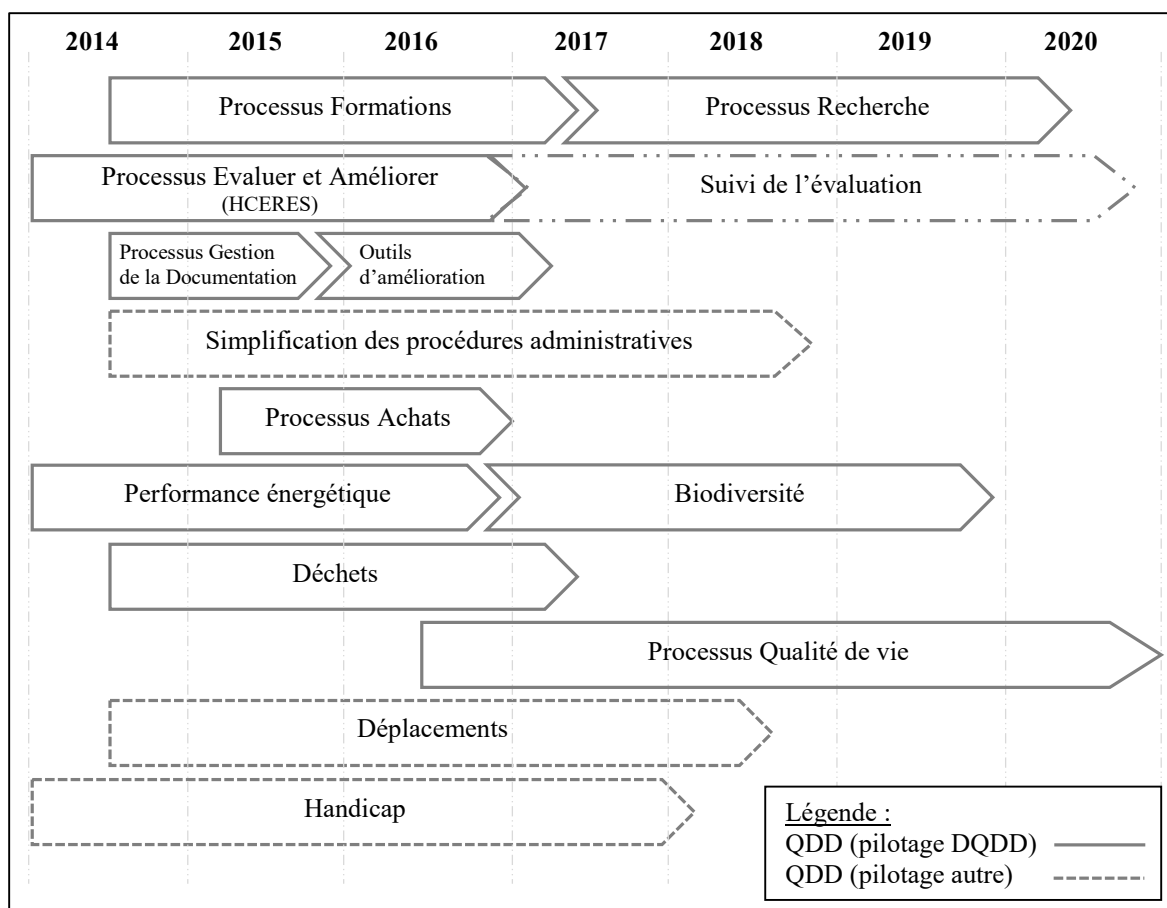 2014 2015 2016 2017 2018 2019 2020
Processus Formations Processus Recherche
Processus Evaluer et Améliorer
(HCERES)
Suivi de l'évaluation
Processus Gestion
de la Documentation
Outils
d'amélioration
Simplification des procédures administratives
Processus Achats
Performance énergétique Biodiversité
Déchets
Processus Qualité de vie
Déplacements
Handicap
Légende :
QDD (pilotage DQDD)
QDD (pilotage autre)